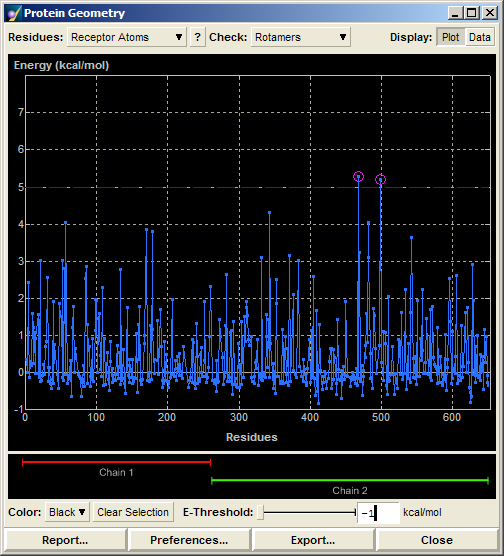 Protein Geometry
Residues: Receptor Atoms ? Check: Rotamers Display: Plot Data
Energy (kcal/mol)
7
6
5
4
3
2
1
0
-1
0 100 200 300 400 500 600
Residues
Chain 1
Chain 2
Color: Black Clear Selection E-Threshold: -1 kcal/mol
Report... Preferences... Export... Close